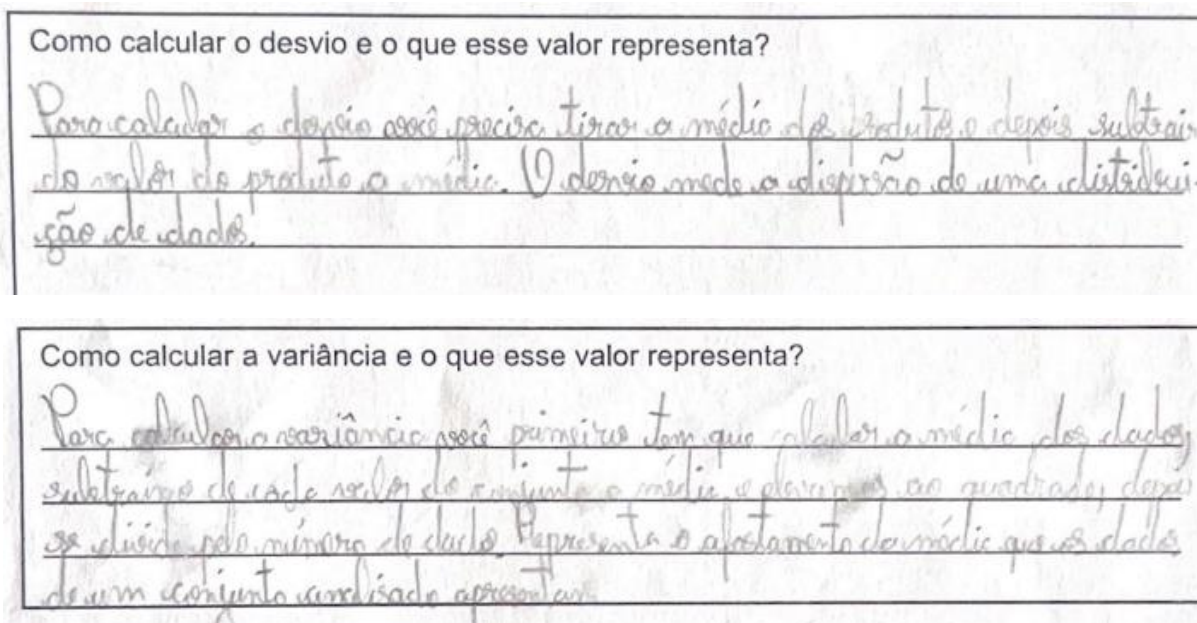 Como calcular o desvio e o que esse valor representa?
Para calcular o desvio você precisa tirar a média dos produtos e depois subtrair
do valor do produto a média. O desvio mede a dispersão de uma distribui-
ção de dados.
Como calcular a variância e o que esse valor representa?
Para calcular a variância você primeiro tem que calcular a média dos dados,
subtraímos de cada valor do conjunto a média e elevamos ao quadrado, depois
se divide pelo número de dados. Representa o afastamento da média que os dados
de um conjunto analisado apresentam